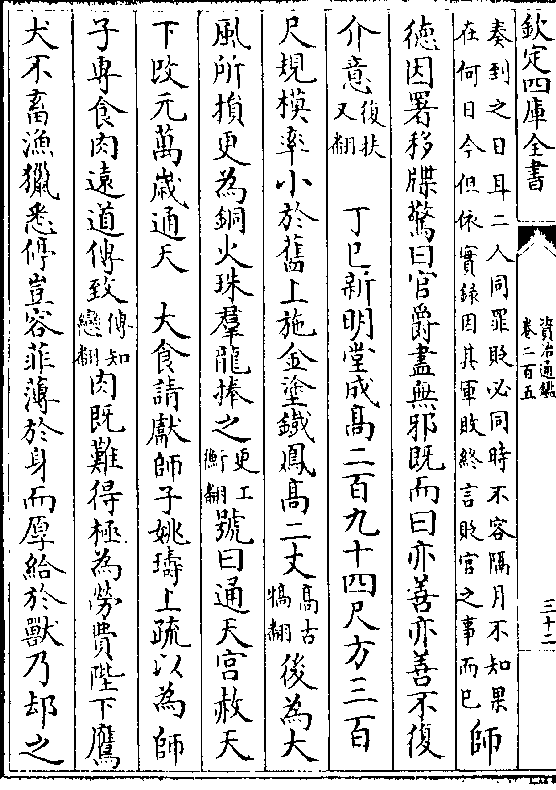 欽定四庫全書
資治通鑑
卷二百五
三十二
奏到之日耳二人同罪貶必同時不容隔月不知果
在何日今但依實録因其軍敗終言貶官之事而已
師
徳因署移牒驚曰官爵盡無邪既而曰亦善亦善不復
介意復扶又翻 丁巳新明堂成髙二百九十四尺方三百
尺規模率小於舊上施金塗鐵鳳髙二丈髙古犒翻後為大
風所損更為銅火珠羣龍捧之更工衡翻號曰通天宫赦天
下改元萬歲通天 大食請獻師子姚璹上疏以為師
子専食肉逺道傳致傳知戀翻肉既難得極為勞費陛下鷹
犬不畜漁獵悉停豈容菲薄於身而厚給於獸乃却之